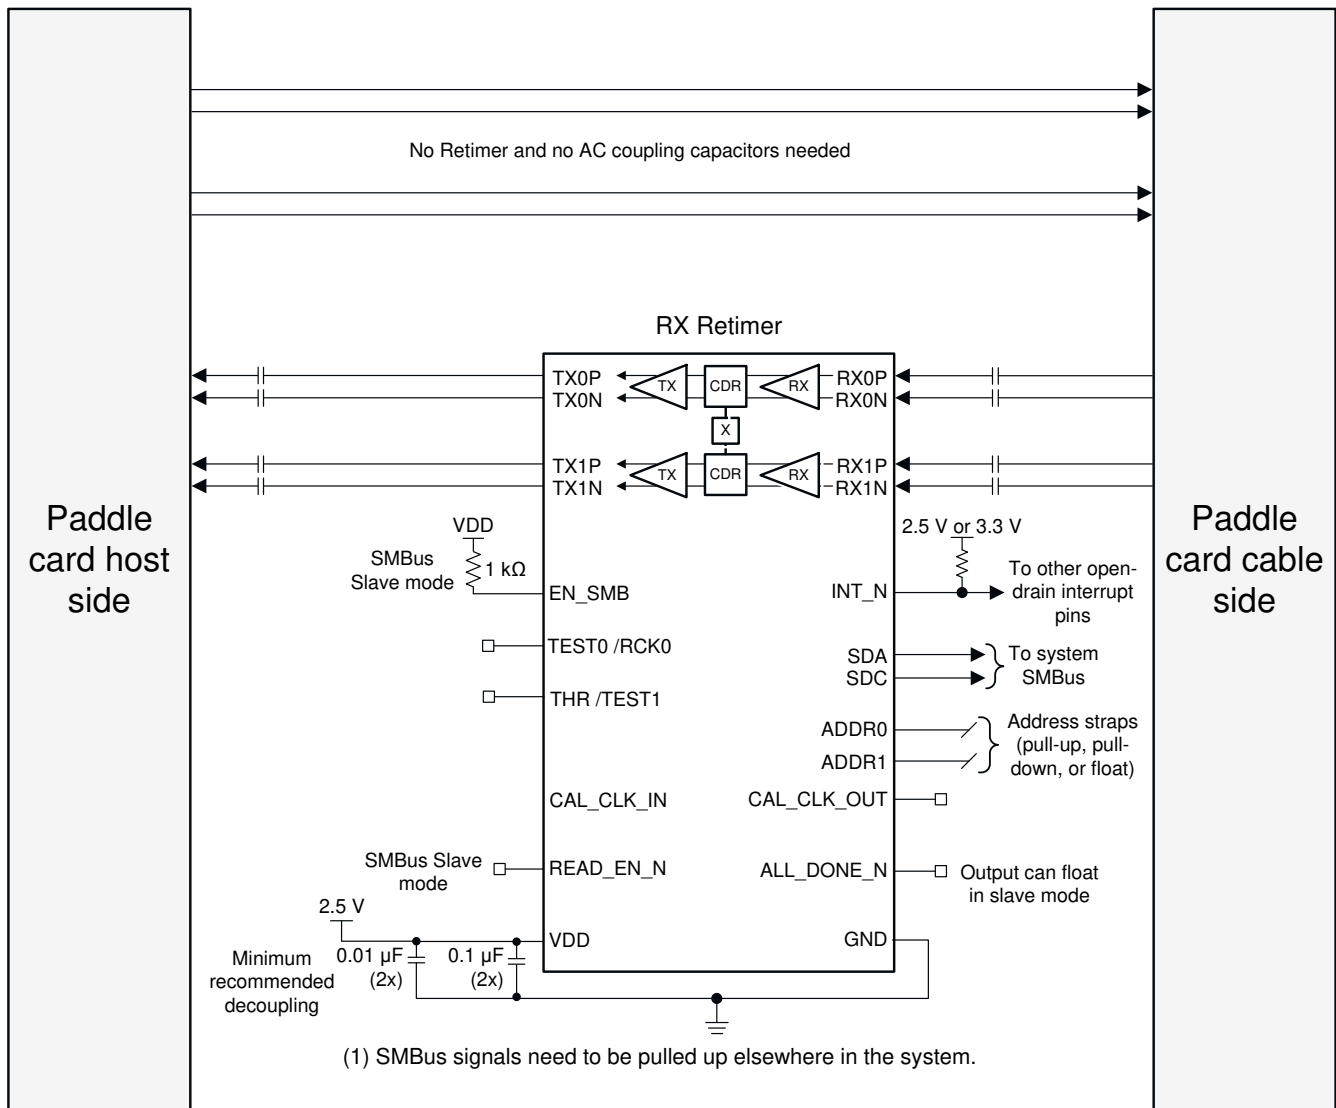 No Retimer and no AC coupling capacitors needed
RX Retimer
TX0P
TX0N
TX
CDR
RX
RX0P
RX0N
X
TX1P
TX1N
TX
CDR
RX
RX1P
RX1N
Paddle
card host
side
Paddle
card cable
side
VDD
SMBus
Slave mode
1 kΩ
EN_SMB
2.5 V or 3.3 V
INT_N
To other open-
drain interrupt
pins
TEST0 /RCK0
SDA
SDC
To system
SMBus
THR /TEST1
ADDR0
ADDR1
Address straps
(pull-up, pull-
down, or float)
CAL_CLK_IN
CAL_CLK_OUT
SMBus Slave
mode
READ_EN_N
ALL_DONE_N
Output can float
in slave mode
2.5 V
VDD
GND
Minimum
recommended
decoupling
0.01 µF
(2x)
0.1 µF
(2x)
(1) SMBus signals need to be pulled up elsewhere in the system.